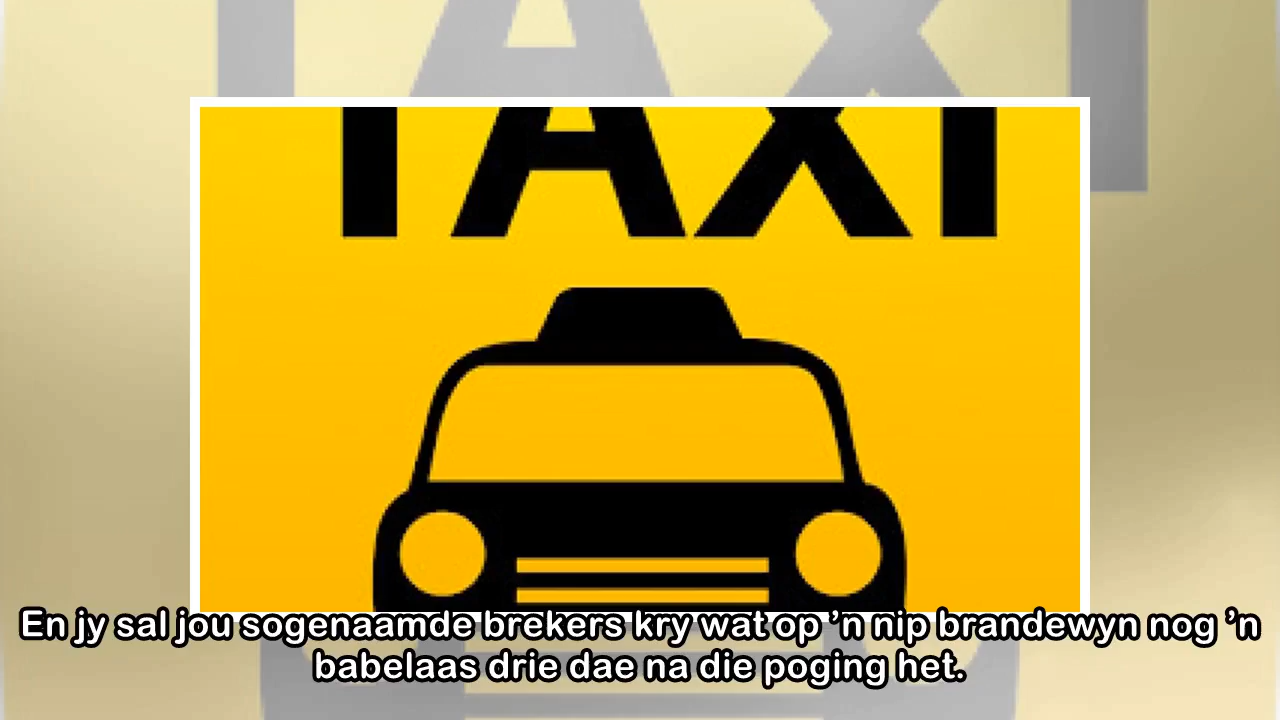 TAXI
TAXI
En jy sal jou sogenaamde brekers kry wat op ’n nip brandewyn nog ’n
babelaas drie dae na die poging het.